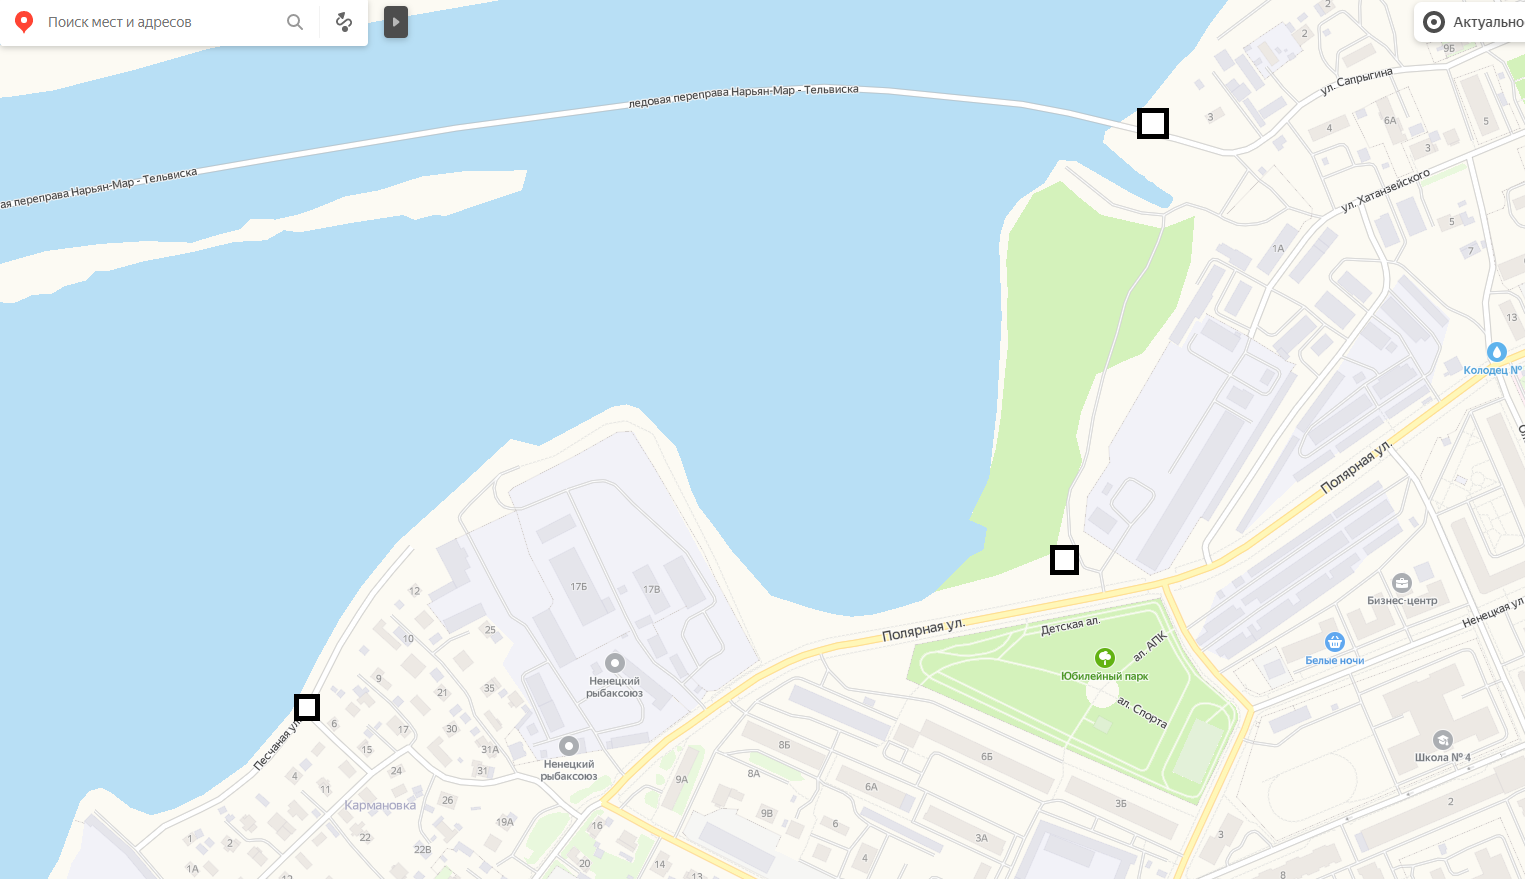 Поиск мест и адресов
Актуально
2
2
9Б
ул. Сапрыгина
ледовая переправа Нарьян-Мар - Тельвиска
3
4
6А
5
3
ая переправа Нарьян-Мар - Тельвиска
ул. Хатанзейского
5
1А
7
13
Колодец №
Полярная ул.
Ол
17Б
17В
12
Бизнес-центр
Ненецкая ул
25
10
Полярная ул.
Детская ал.
ал. АПК
Белые ночи
Юбилейный парк
Ненецкий
рыбаксоюз
9
21
35
ал. Спорта
6
17
30
Песчаная ул.
15
31А
8Б
6Б
Школа № 4
4
24
31
Ненецкий
рыбаксоюз
9А
8А
6А
11
Кармановка
26
9В
3Б
2
1
2
22
19А
16
6
3А
3
22В
1А
12
20
14
4
8
7